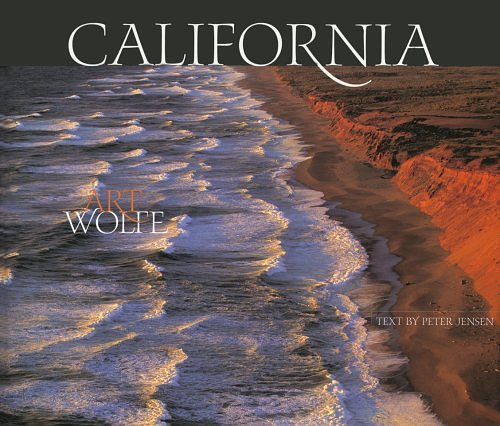 CALIFORNIA
ART
WOLFE
TEXT BY PETER JENSEN